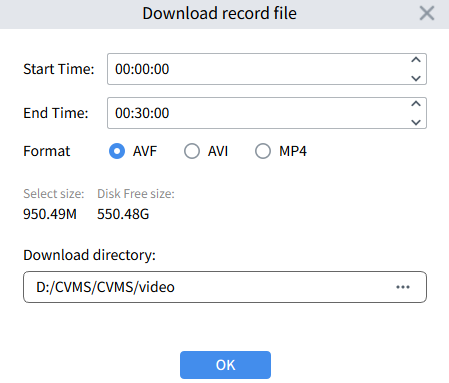 Download record file
Start Time: 00:00:00
End Time: 00:30:00
Format AVF AVI MP4
Select size: Disk Free size:
950.49M 550.48G
Download directory:
D:/CVMS/CVMS/video ...
OK